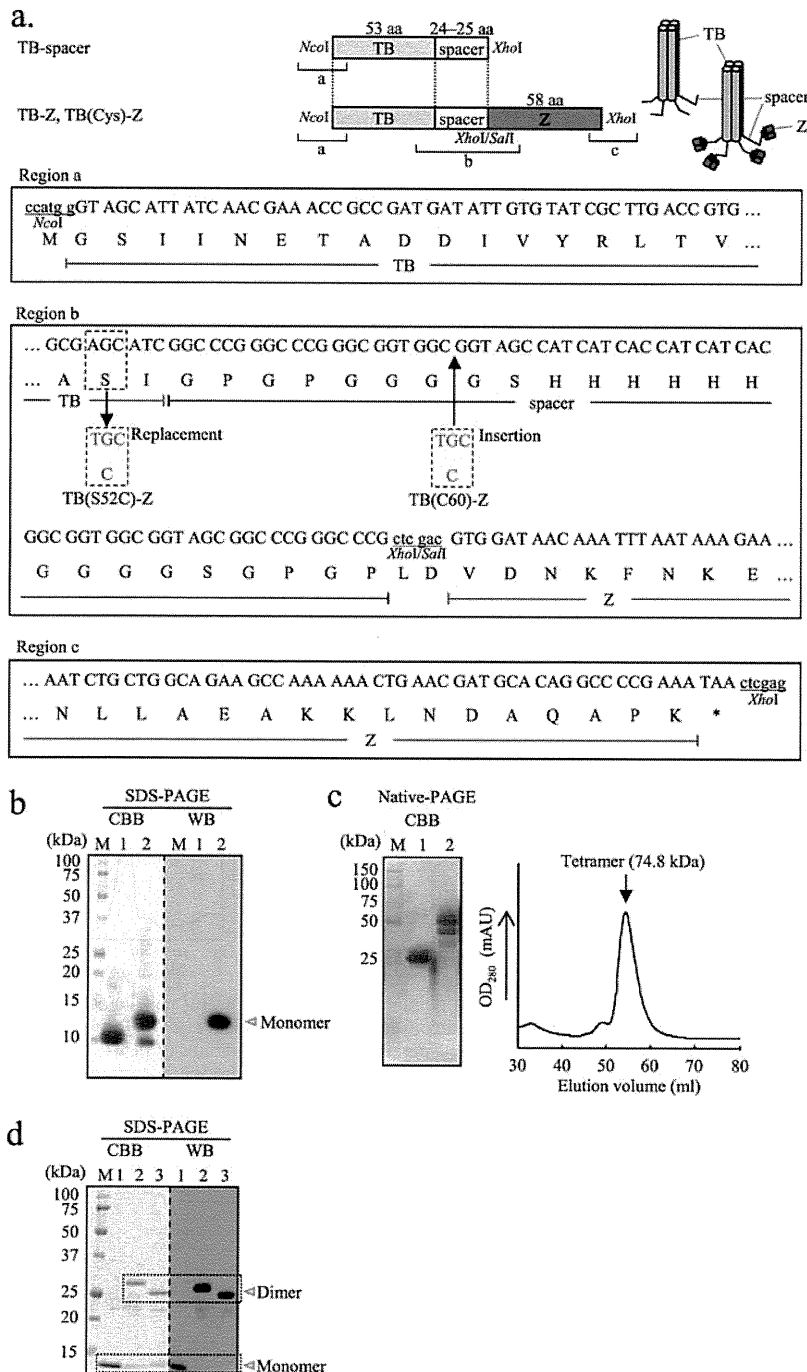 a.
53 aa 24–25 aa
TB-spacer
NcoI TB spacer XhoI
a
58 aa
TB-Z, TB(Cys)-Z
NcoI TB spacer Z XhoI
XhoI/SalI
a b c
TB
spacer
Z
Region a
ccatg gGT AGC ATT ATC AAC GAA ACC GCC GAT GAT ATT GTG TAT CGC TTG ACC GTG ...
NcoI
M G S I I N E T A D D I V Y R L T V ...
TB
Region b
... GCG AGC ATC GGC CCG GGC CCG GGC GGT GGC GGT AGC CAT CAT CAC CAT CAT CAC
... A S I G P G P G G G G S H H H H H H
TB spacer
TGC Replacement
C
TB(S52C)-Z
TGC Insertion
C
TB(C60)-Z
GGC GGT GGC GGT AGC GGC CCG GGC CCG ctc gac GTG GAT AAC AAA TTT AAT AAA GAA ...
XhoI/SalI
G G G G S G P G P L D V D N K F N K E ...
Z
Region c
... AAT CTG CTG GCA GAA GCC AAA AAA CTG AAC GAT GCA CAG GCC CCG AAA TAA ctcgag
XhoI
... N L L A E A K K L N D A Q A P K *
Z
b
SDS-PAGE
CBB WB
(kDa) M 1 2 M 1 2
100
75
50
37
25
20
15
10
Monomer
c
Native-PAGE
CBB
(kDa) M 1 2
150
100
75
50
25
Tetramer (74.8 kDa)
OD280 (mAU)
30 40 50 60 70 80
Elution volume (ml)
d
SDS-PAGE
CBB WB
(kDa) M 1 2 3 1 2 3
100
75
50
37
25
20
15
Dimer
Monomer